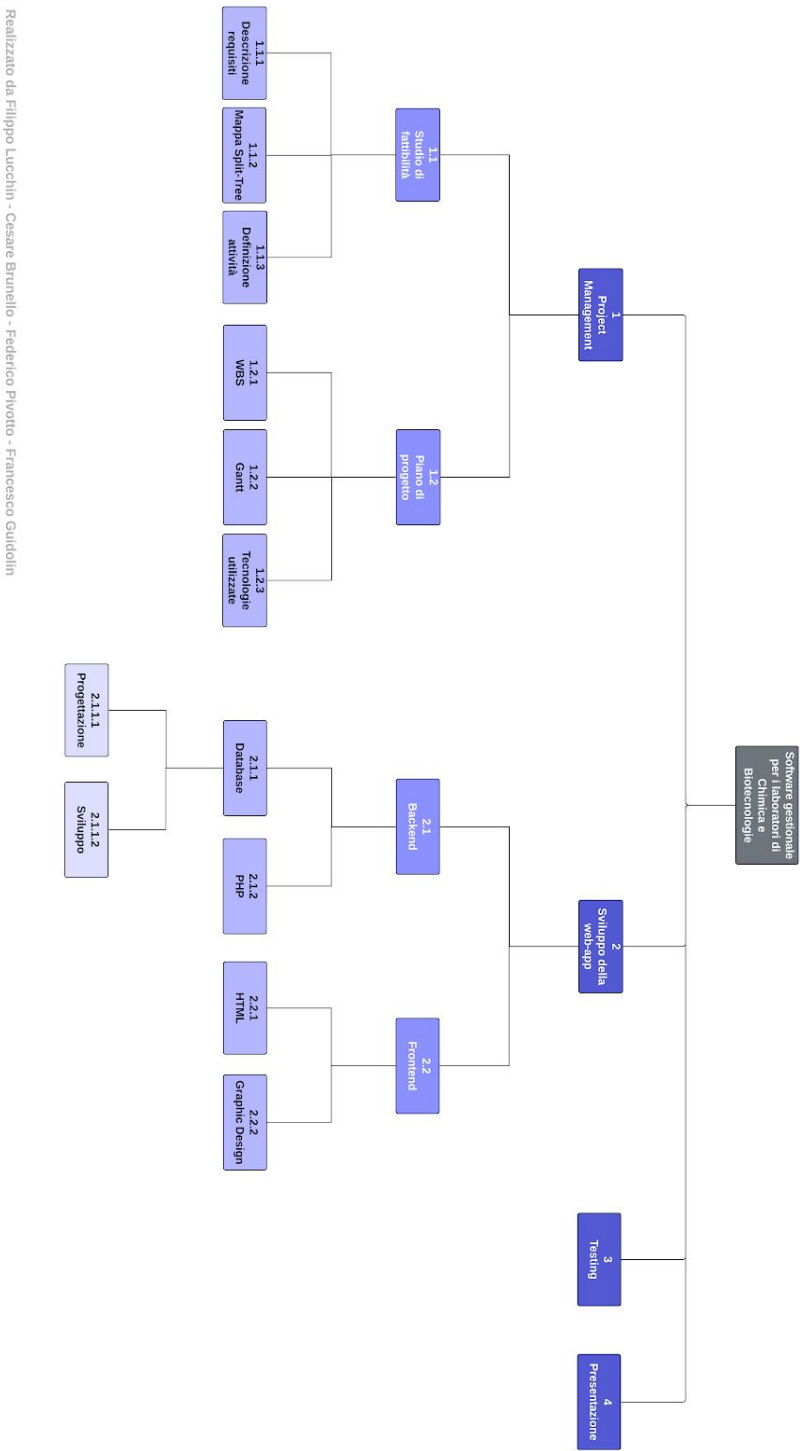 Software gestionale
per i laboratori di
Chimica e
Biotecnologie
1
Project
Management
2
Sviluppo della
web-app
3
Testing
4
Presentazione
1.1
Studio di
fattibilità
1.2
Piano di
progetto
2.1
Backend
2.2
Frontend
1.1.1
Descrizione
requisiti
1.1.2
Mappa Split-Tree
1.1.3
Definizione
attività
1.2.1
WBS
1.2.2
Gantt
1.2.3
Tecnologie
utilizzate
2.1.1
Database
2.1.2
PHP
2.2.1
HTML
2.2.2
Graphic Design
2.1.1.1
Progettazione
2.1.1.2
Sviluppo
Realizzato da Filippo Lucchin - Cesare Brunello - Federico Pivotto - Francesco Guidolin